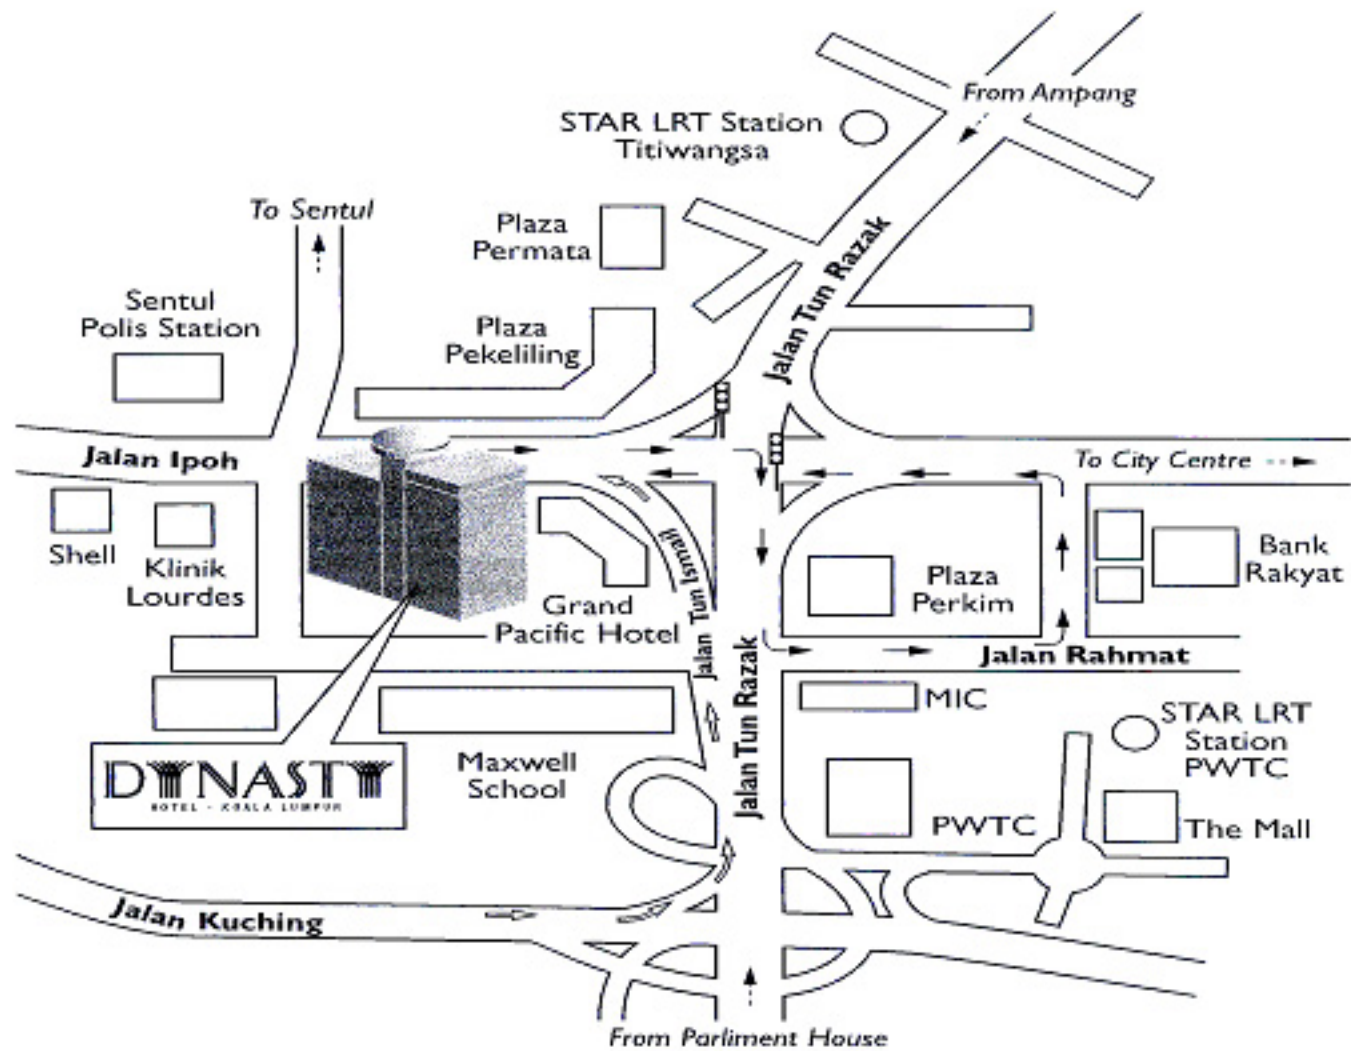 From Ampang
STAR LRT Station
Titiwangsa
To Sentul
Plaza
Permata
Jalan Tun Razak
Sentul
Polis Station
Plaza
Pekeliling
Jalan Ipoh
To City Centre
Shell
Klinik
Lourdes
Grand
Pacific Hotel
Jalan Tun Ismail
Plaza
Perkim
Bank
Rakyat
Jalan Rahmat
Jalan Tun Razak
MIC
STAR LRT
Station
PWTC
Maxwell
School
DYNASTY
HOTEL - KUALA LUMPUR
PWTC
The Mall
Jalan Kuching
From Parliment House